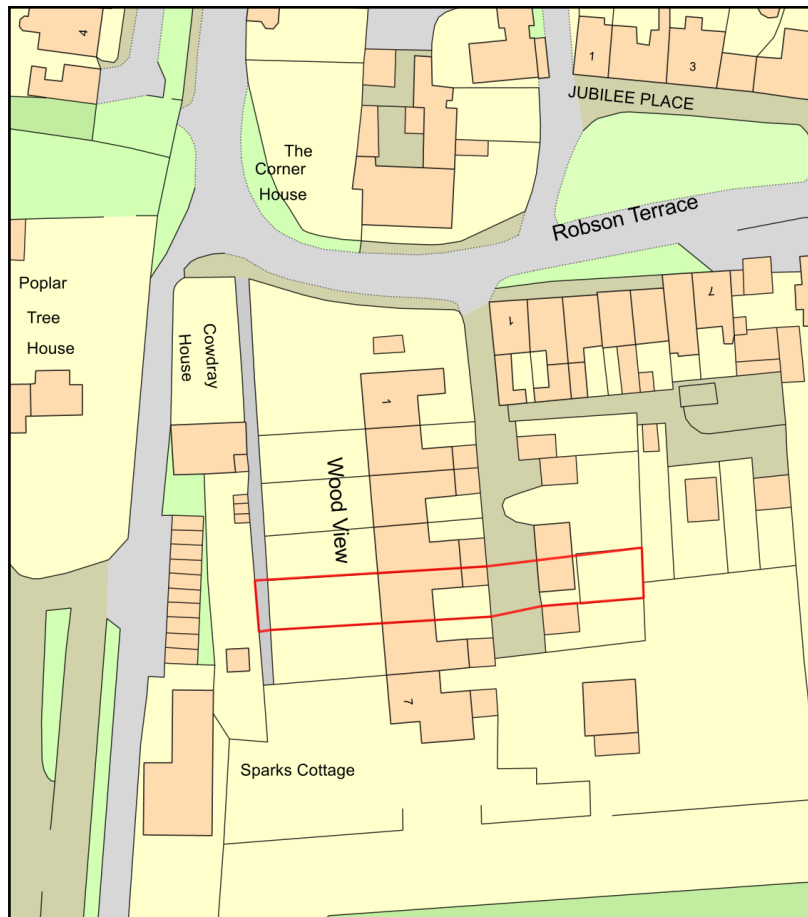 4
1
3
JUBILEE PLACE
The
Corner
House
Robson Terrace
Poplar
Tree
House
Cowdray
House
1
7
1
Wood View
7
Sparks Cottage